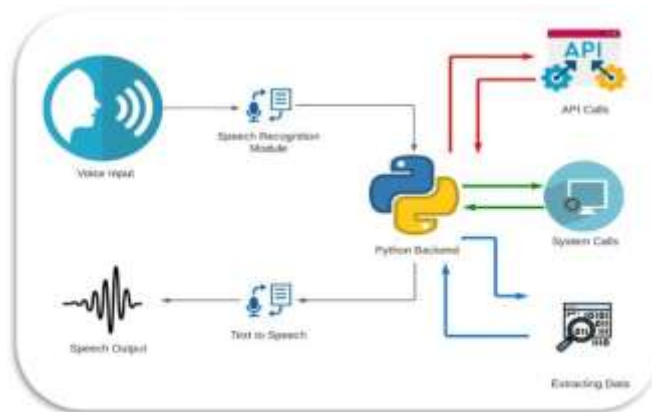 API
API Calls
Speech Recognition
Module
Voice Input
Python Backend
System Calls
Text to Speech
Speech Output
Extracting Data